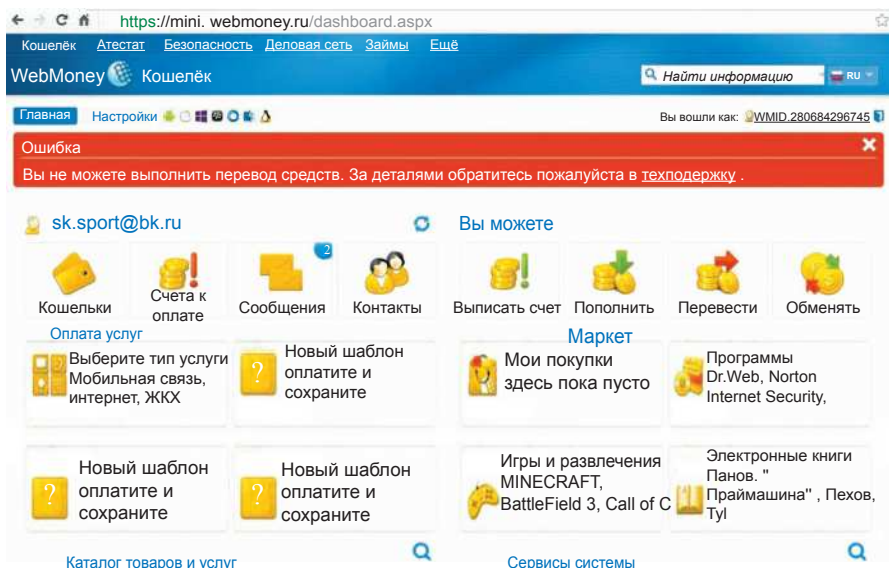 https://mini. webmoney.ru/dashboard.aspx
Кошелёк Атестат Безопасность Деловая сеть Займы Ещё
WebMoney Кошелёк Найти информацию RU
Главная Настройки Вы вошли как: WMID.280684296745
Ошибка
Вы не можете выполнить перевод средств. За деталями обратитесь пожалуйста в техподержку .
sk.sport@bk.ru Вы можете
2
Кошельки Счета к оплате Сообщения Контакты Выписать счет Пополнить Перевести Обменять
Оплата услуг Маркет
Выберите тип услуги
Мобильная связь,
интернет, ЖКХ
Новый шаблон
оплатите и
сохраните
Мои покупки
здесь пока пусто
Программы
Dr.Web, Norton
Internet Security,
Новый шаблон
оплатите и
сохраните
Новый шаблон
оплатите и
сохраните
Игры и развлечения
MINECRAFT,
BattleField 3, Call of C
Электронные книги
Панов. "
Праймашина" , Пехов,
Tyl
Каталог товаров и услуг Сервисы системы